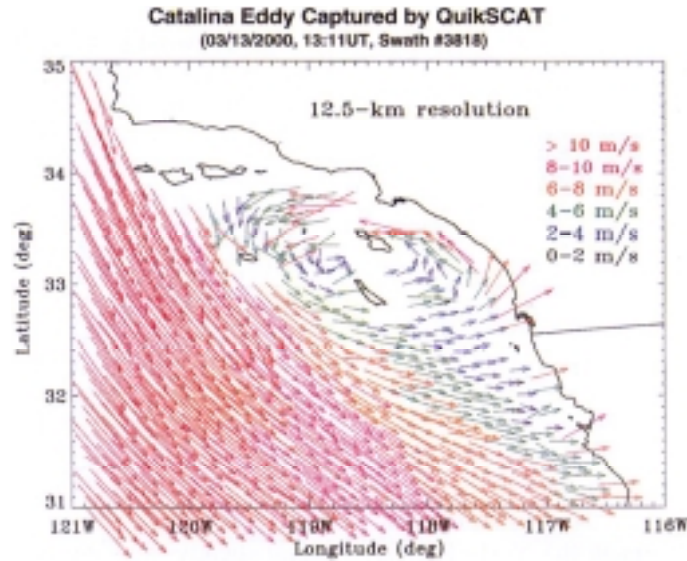 Catalina Eddy Captured by QuikSCAT
(03/13/2000, 13:11UT, Swath #3818)
12.5-km resolution
> 10 m/s
8-10 m/s
6-8 m/s
4-6 m/s
2-4 m/s
0-2 m/s
Latitude (deg)
35
34
33
32
31
121W 120W 119W 118W 117W 116W
Longitude (deg)